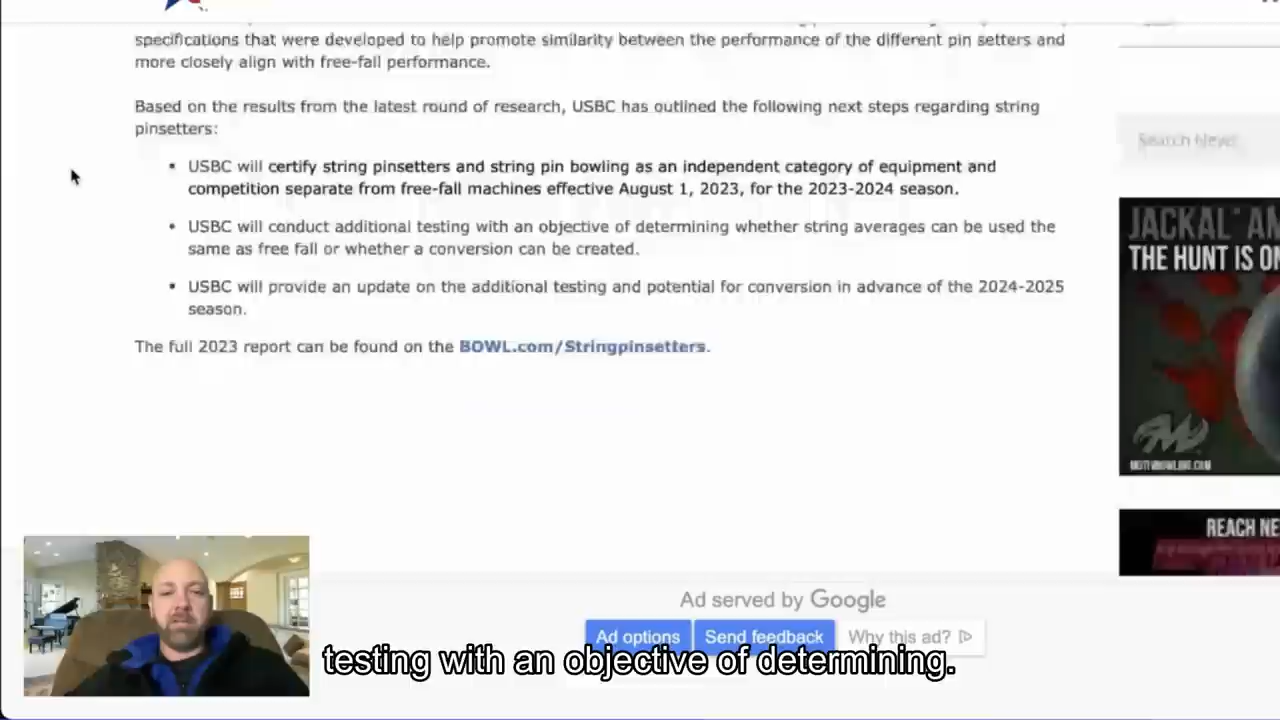 specifications that were developed to help promote similarity between the performance of the different pin setters and
more closely align with free-fall performance.
Based on the results from the latest round of research, USBC has outlined the following next steps regarding string
pinsetters:
▪ USBC will certify string pinsetters and string pin bowling as an independent category of equipment and
competition separate from free-fall machines effective August 1, 2023, for the 2023-2024 season.
▪ USBC will conduct additional testing with an objective of determining whether string averages can be used the
same as free fall or whether a conversion can be created.
▪ USBC will provide an update on the additional testing and potential for conversion in advance of the 2024-2025
season.
The full 2023 report can be found on the BOWL.com/Stringpinsetters.
Search News
JACKAL AM
THE HUNT IS ON
MOTIVBOWLING.COM
REACH NE
Ad served by Google
Ad options
Send feedback
Why this ad?
testing with an objective of determining.